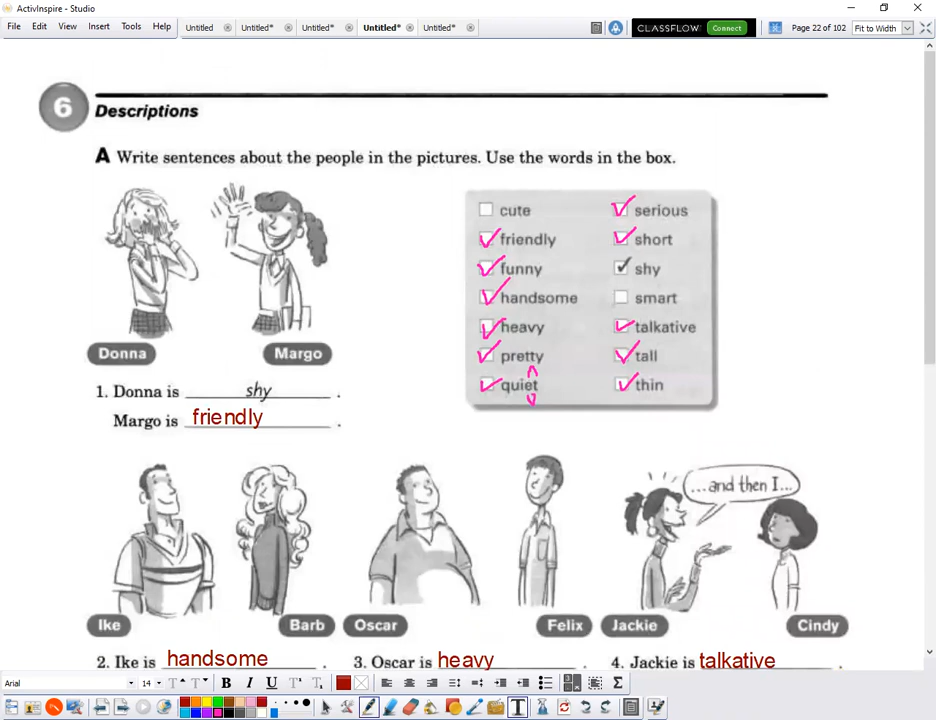 ActivInspire - Studio
File Edit View Insert Tools Help Untitled Untitled* Untitled* Untitled* Untitled* CLASSFLOW Connect Page 22 of 102 Fit to Width
6
Descriptions
A Write sentences about the people in the pictures. Use the words in the box.
cute serious
friendly short
funny shy
handsome smart
heavy talkative
pretty tall
quiet thin
Donna Margo
1. Donna is shy .
Margo is friendly .
...and then I...
Ike Barb Oscar Felix Jackie Cindy
2. Ike is handsome . 3. Oscar is heavy . 4. Jackie is talkative .
Arial 14 B I U